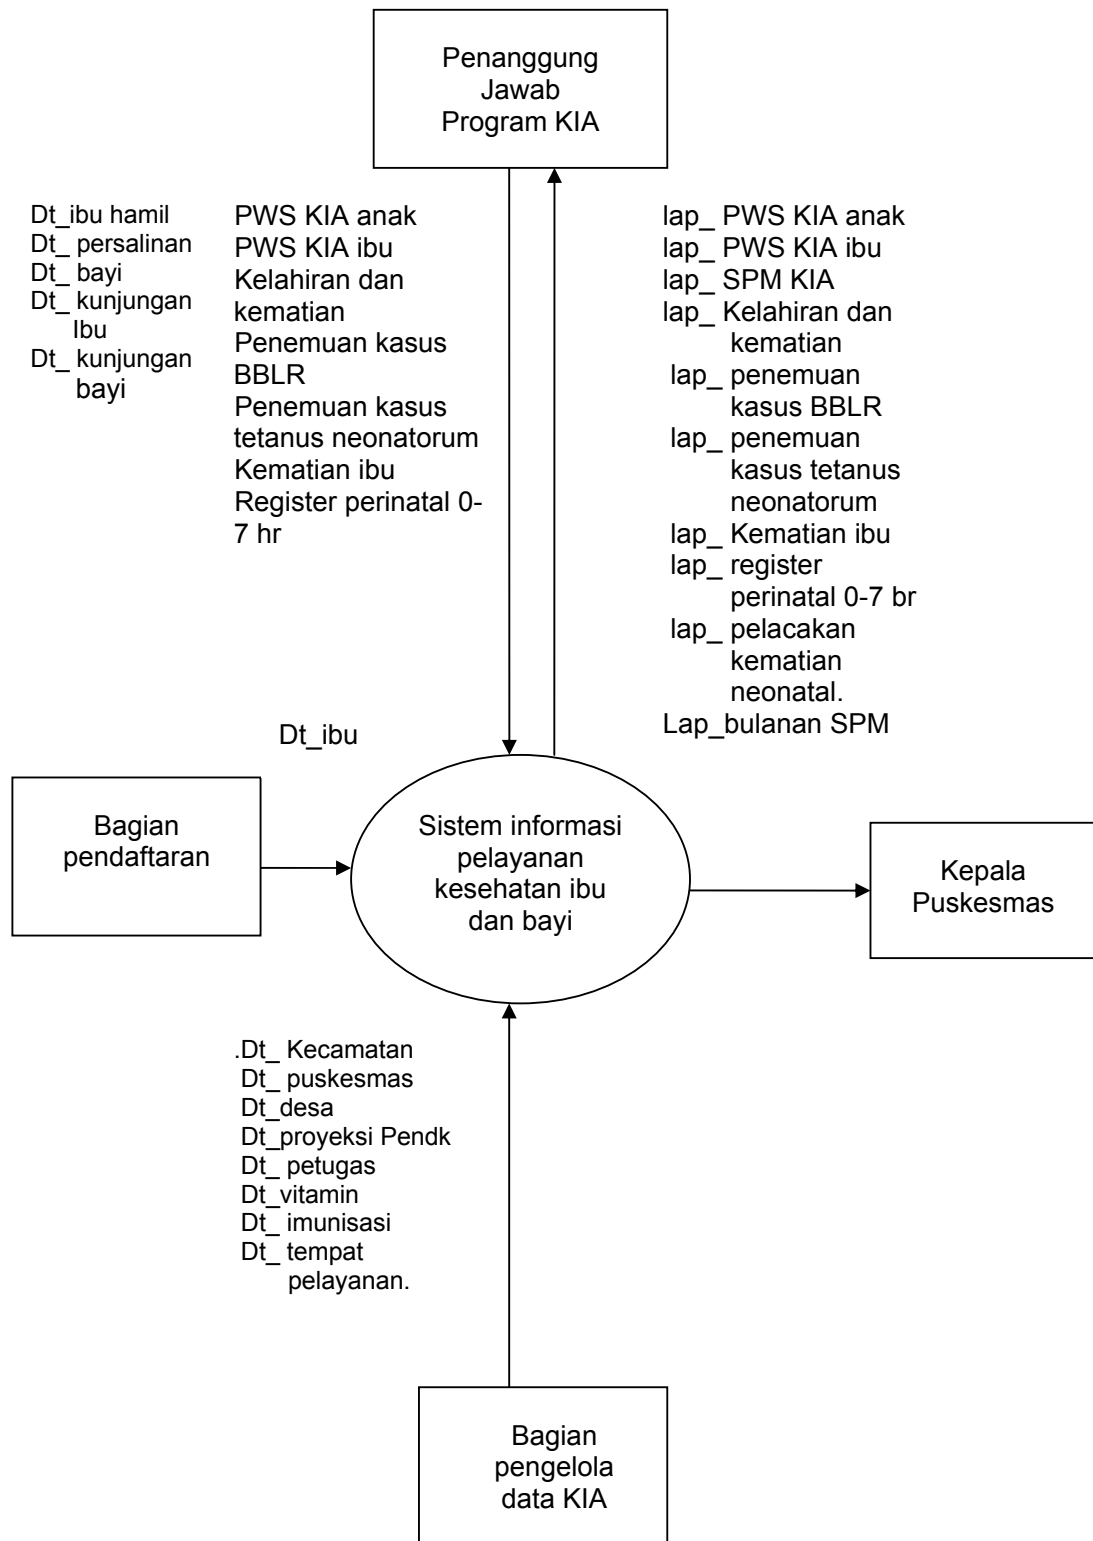 Penanggung
Jawab
Program KIA
Dt_ibu hamil
Dt_ persalinan
Dt_ bayi
Dt_ kunjungan
Ibu
Dt_ kunjungan
bayi
PWS KIA anak
PWS KIA ibu
Kelahiran dan
kematian
Penemuan kasus
BBLR
Penemuan kasus
tetanus neonatorum
Kematian ibu
Register perinatal 0-
7 hr
lap_ PWS KIA anak
lap_ PWS KIA ibu
lap_ SPM KIA
lap_ Kelahiran dan
kematian
lap_ penemuan
kasus BBLR
lap_ penemuan
kasus tetanus
neonatorum
lap_ Kematian ibu
lap_ register
perinatal 0-7 br
lap_ pelacakan
kematian
neonatal.
Lap_bulanan SPM
Dt_ibu
Bagian
pendaftaran
Sistem informasi
pelayanan
kesehatan ibu
dan bayi
Kepala
Puskesmas
.Dt_ Kecamatan
Dt_ puskesmas
Dt_desa
Dt_proyeksi Pendk
Dt_ petugas
Dt_vitamin
Dt_ imunisasi
Dt_ tempat
pelayanan.
Bagian
pengelola
data KIA